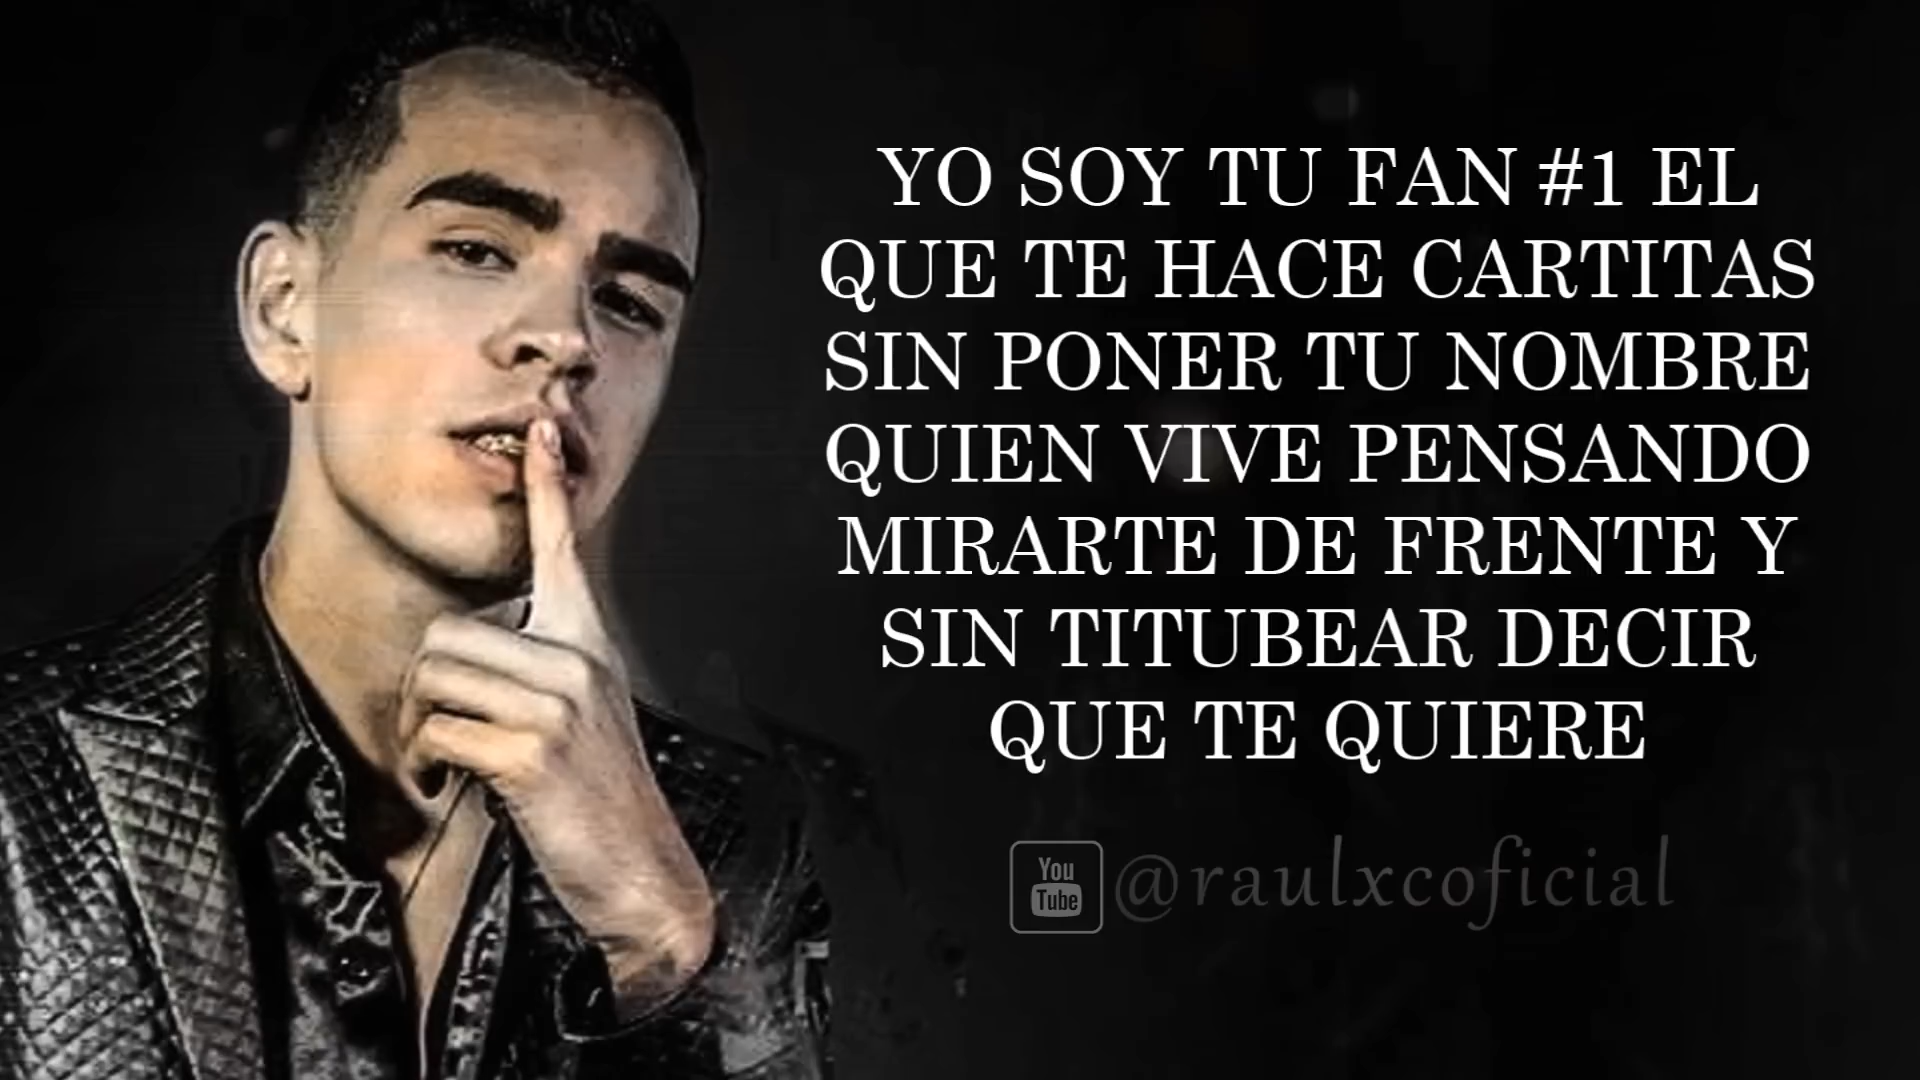 YO SOY TU FAN #1 EL
QUE TE HACE CARTITAS
SIN PONER TU NOMBRE
QUIEN VIVE PENSANDO
MIRARTE DE FRENTE Y
SIN TITUBEAR DECIR
QUE TE QUIERE
You
Tube
@raulxcoficial